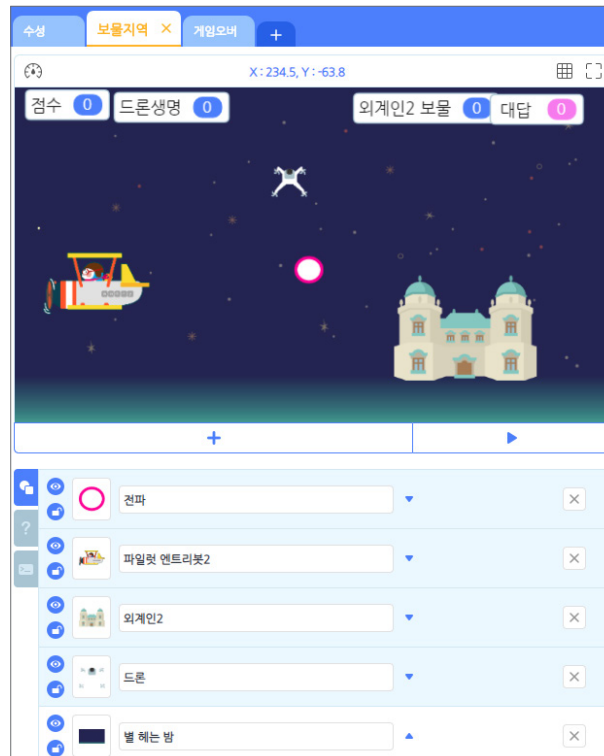 수성 보물지역 × 게임오버 +
X : 234.5, Y : -63.8
점수 0 드론생명 0 외계인2 보물 0 대답 0
전파
파일럿 엔트리봇2
외계인2
드론
별 헤는 밤